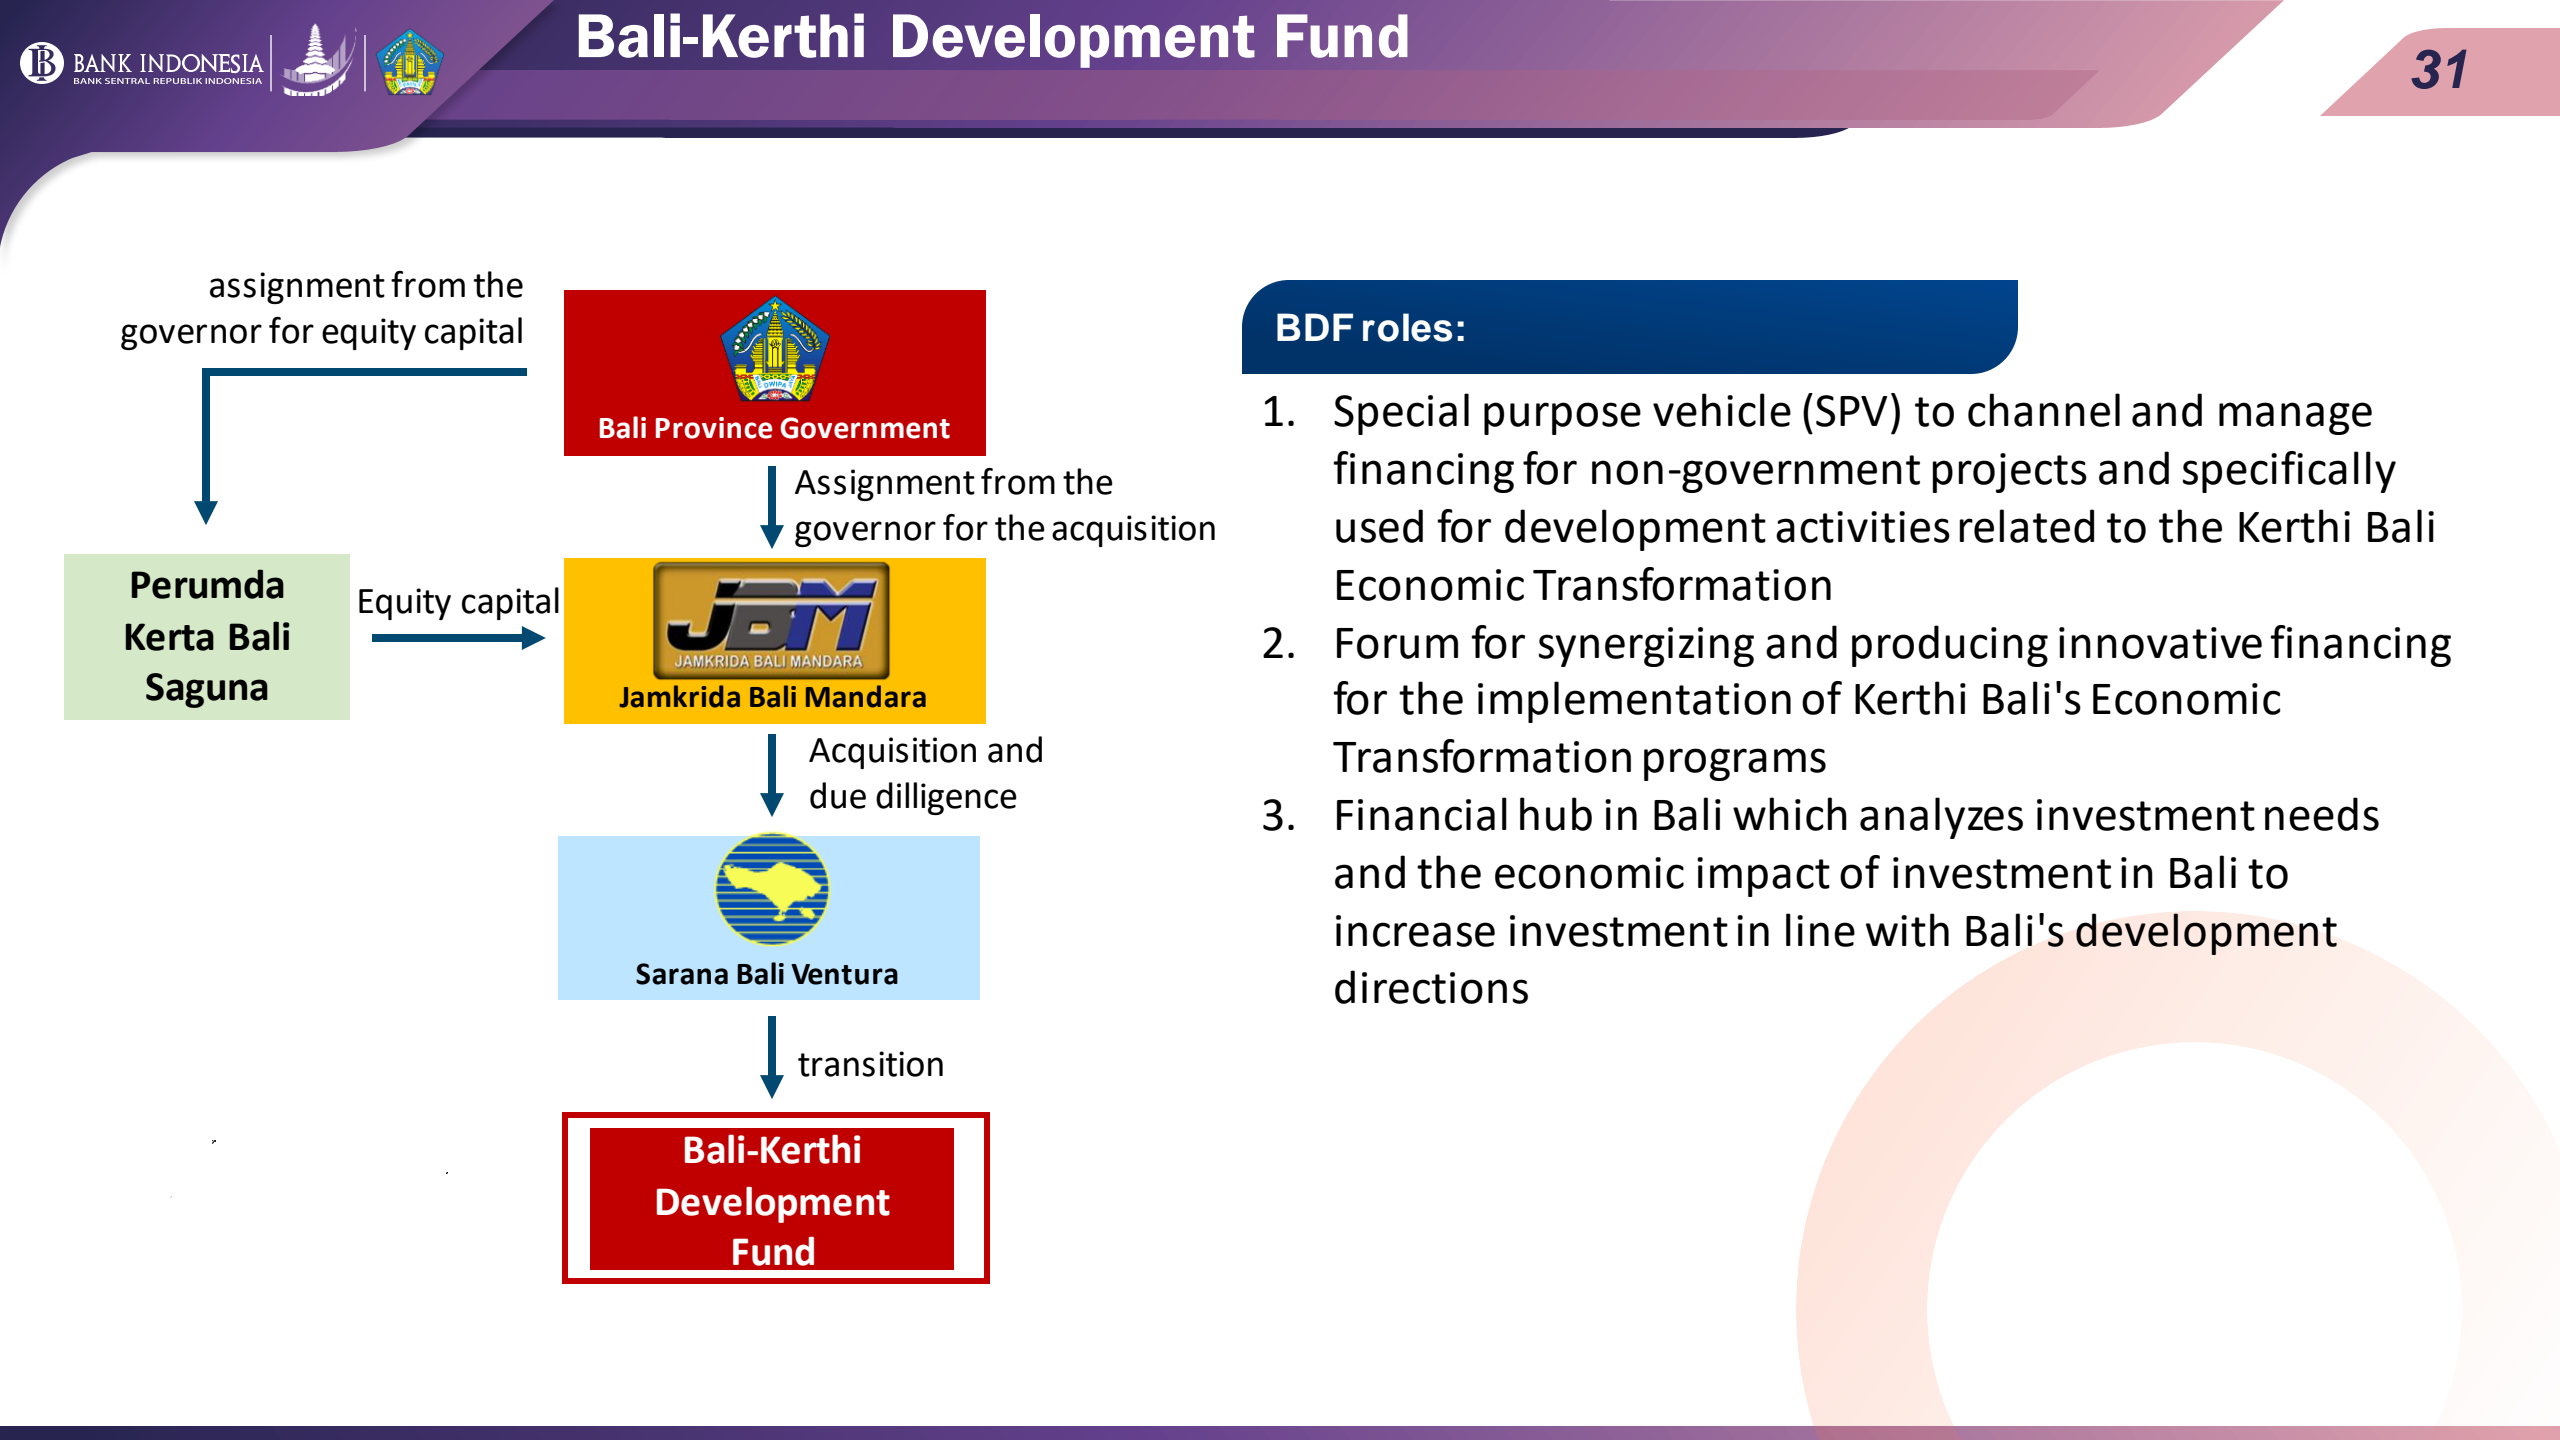 Bali-Kerthi Development Fund
BANK INDONESIA
BANK SENTRAL REPUBLIK INDONESIA
31
assignment from the
governor for equity capital
Bali Province Government
DWIPA
Assignment from the
governor for the acquisition
Perumda
Kerta Bali
Saguna
Equity capital
JBM
JAMKRIDA BALI MANDARA
Jamkrida Bali Mandara
Acquisition and
due dilligence
Sarana Bali Ventura
transition
Bali-Kerthi
Development
Fund
BDF roles:
1. Special purpose vehicle (SPV) to channel and manage
financing for non-government projects and specifically
used for development activities related to the Kerthi Bali
Economic Transformation
2. Forum for synergizing and producing innovative financing
for the implementation of Kerthi Bali's Economic
Transformation programs
3. Financial hub in Bali which analyzes investment needs
and the economic impact of investment in Bali to
increase investment in line with Bali's development
directions